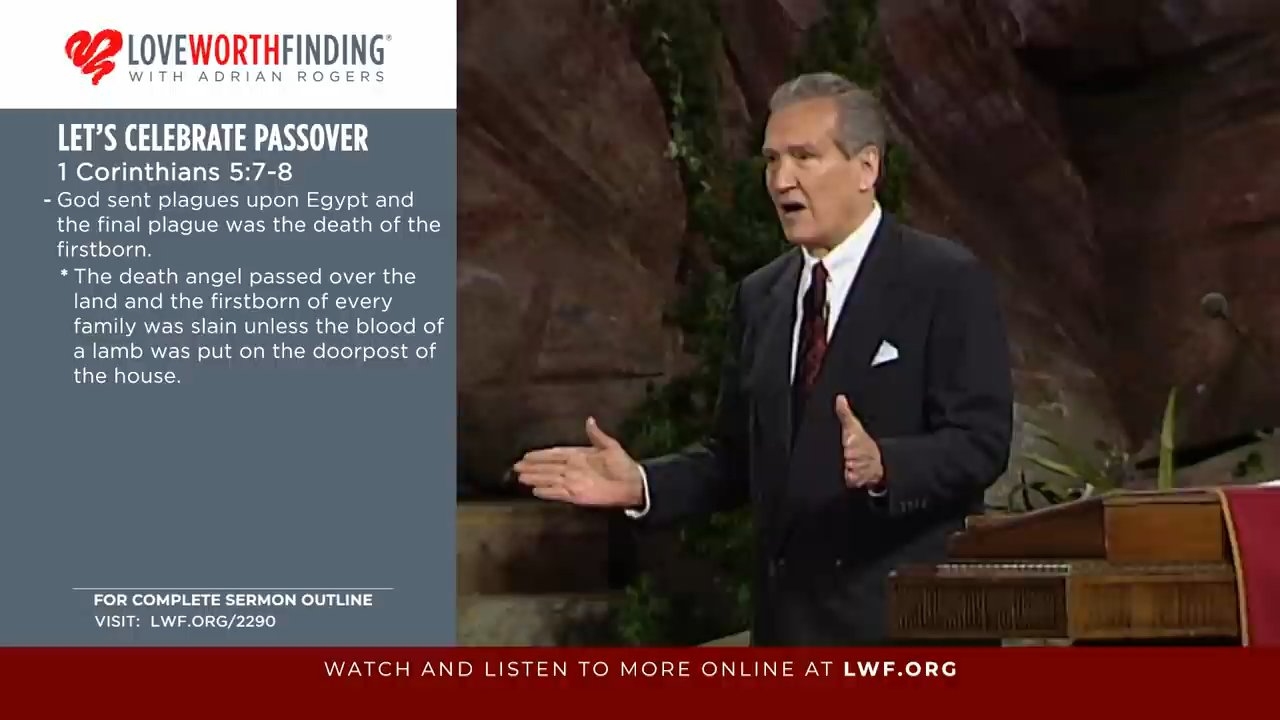 LOVEWORTHFINDING®
WITH ADRIAN ROGERS
LET'S CELEBRATE PASSOVER
1 Corinthians 5:7-8
- God sent plagues upon Egypt and
the final plague was the death of the
firstborn.
* The death angel passed over the
land and the firstborn of every
family was slain unless the blood of
a lamb was put on the doorpost of
the house.
FOR COMPLETE SERMON OUTLINE
VISIT: LWF.ORG/2290
WATCH AND LISTEN TO MORE ONLINE AT LWF.ORG